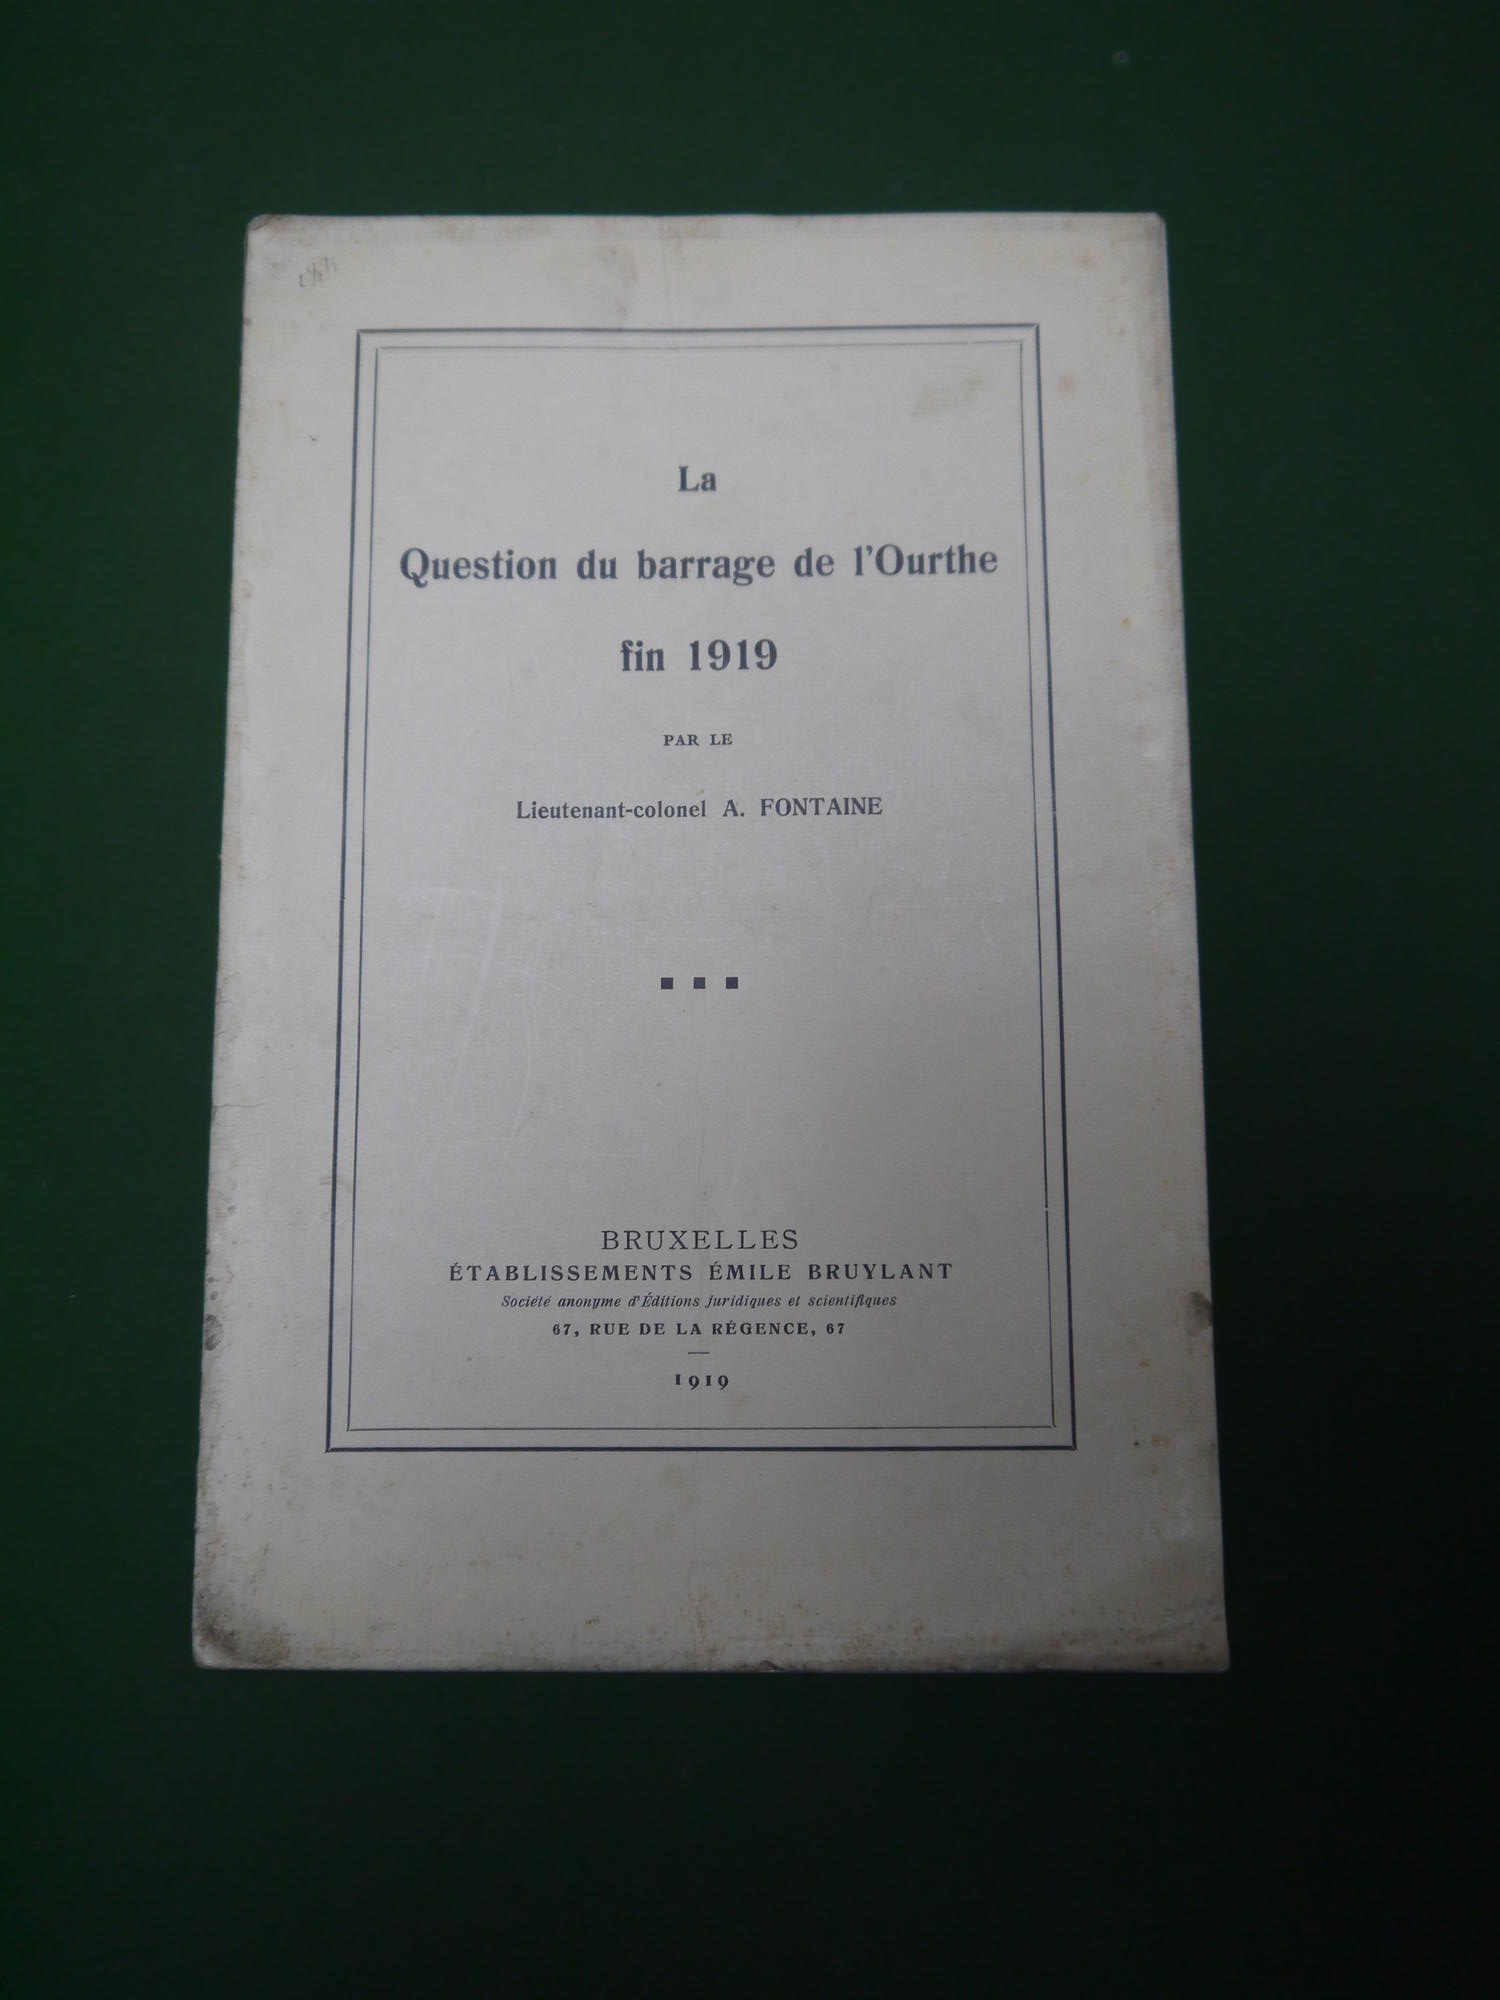 La
Question du barrage de l'Ourthe
fin 1919
PAR LE
Lieutenant-colonel A. FONTAINE
BRUXELLES
ÉTABLISSEMENTS ÉMILE BRUYLANT
Société anonyme d'Éditions juridiques et scientifiques
67, RUE DE LA RÉGENCE, 67
1919